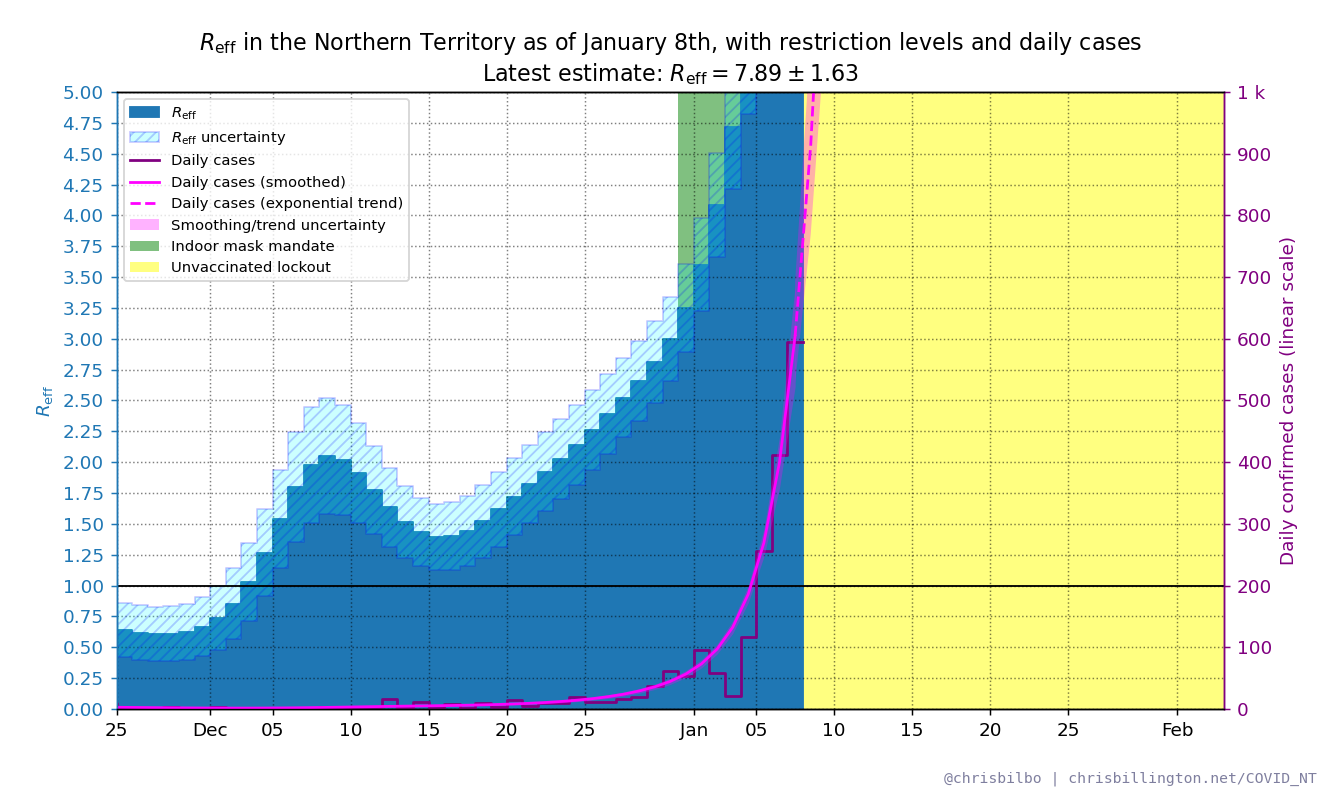 R_eff in the Northern Territory as of January 8th, with restriction levels and daily cases
Latest estimate: R_eff = 7.89 ± 1.63
R_eff
R_eff uncertainty
Daily cases
Daily cases (smoothed)
Daily cases (exponential trend)
Smoothing/trend uncertainty
Indoor mask mandate
Unvaccinated lockout
R_eff
5.00
4.75
4.50
4.25
4.00
3.75
3.50
3.25
3.00
2.75
2.50
2.25
2.00
1.75
1.50
1.25
1.00
0.75
0.50
0.25
0.00
1 k
900
800
700
600
500
400
300
200
100
0
Daily confirmed cases (linear scale)
25 Dec 05 10 15 20 25 Jan 05 10 15 20 25 Feb
@chrisbilbo | chrisbillington.net/COVID_NT